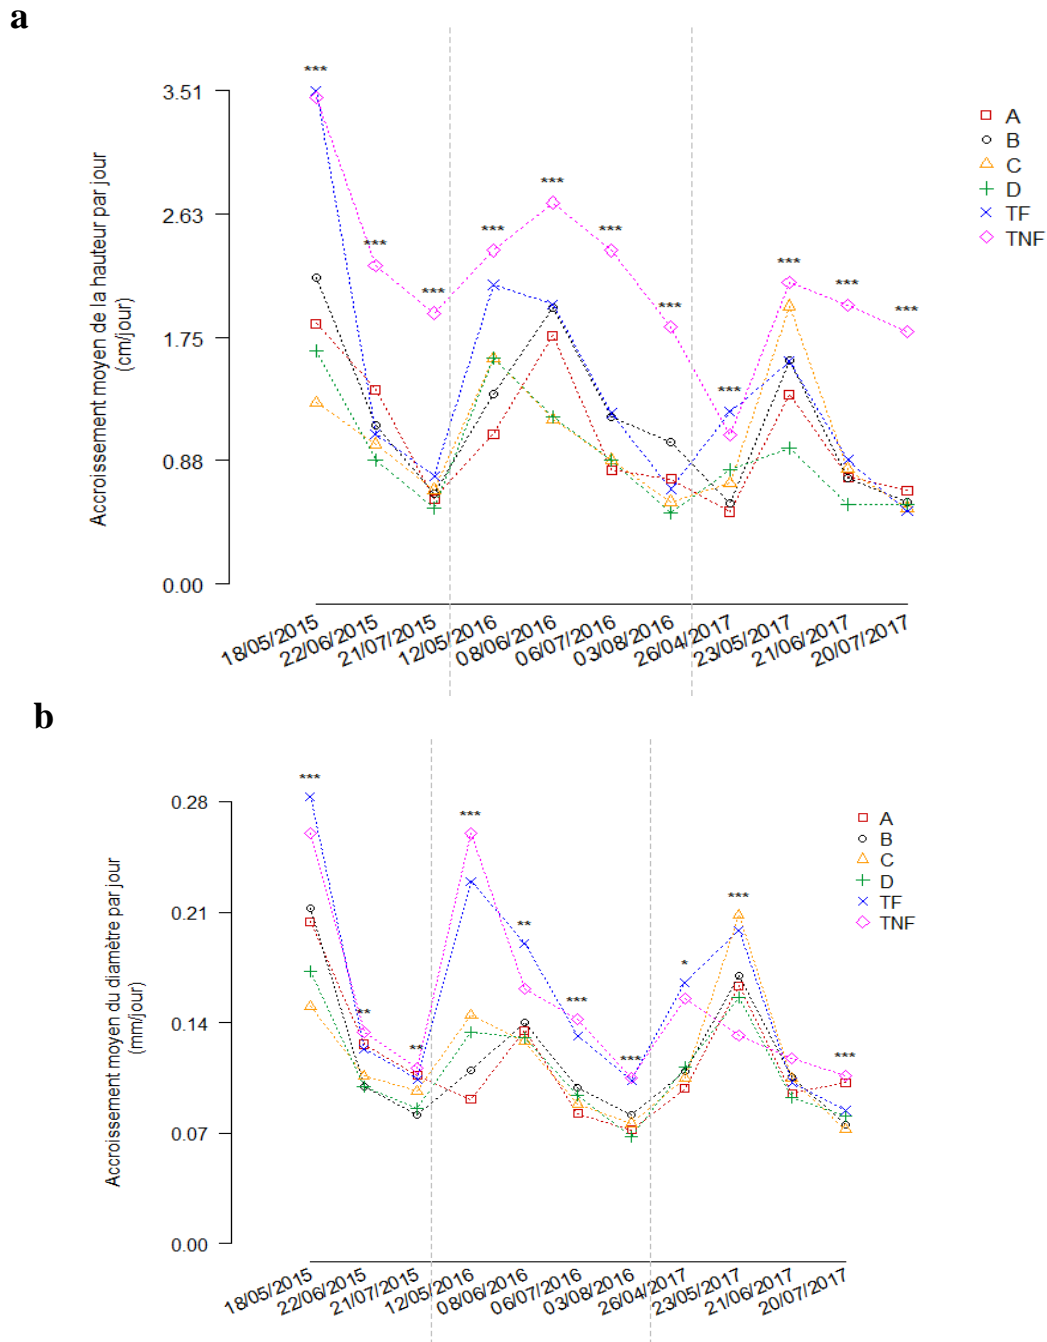 a
Accroissement moyen de la hauteur par jour
(cm/jour)
3.51
2.63
1.75
0.88
0.00
***
***
***
***
***
***
***
***
***
***
***
A
B
C
D
TF
TNF
18/05/2015
22/06/2015
21/07/2015
12/05/2016
08/06/2016
06/07/2016
03/08/2016
26/04/2017
23/05/2017
21/06/2017
20/07/2017
b
Accroissement moyen du diamètre par jour
(mm/jour)
0.28
0.21
0.14
0.07
0.00
***
**
**
***
**
***
***
*
***
***
A
B
C
D
TF
TNF
18/05/2015
22/06/2015
21/07/2015
12/05/2016
08/06/2016
06/07/2016
03/08/2016
26/04/2017
23/05/2017
21/06/2017
20/07/2017